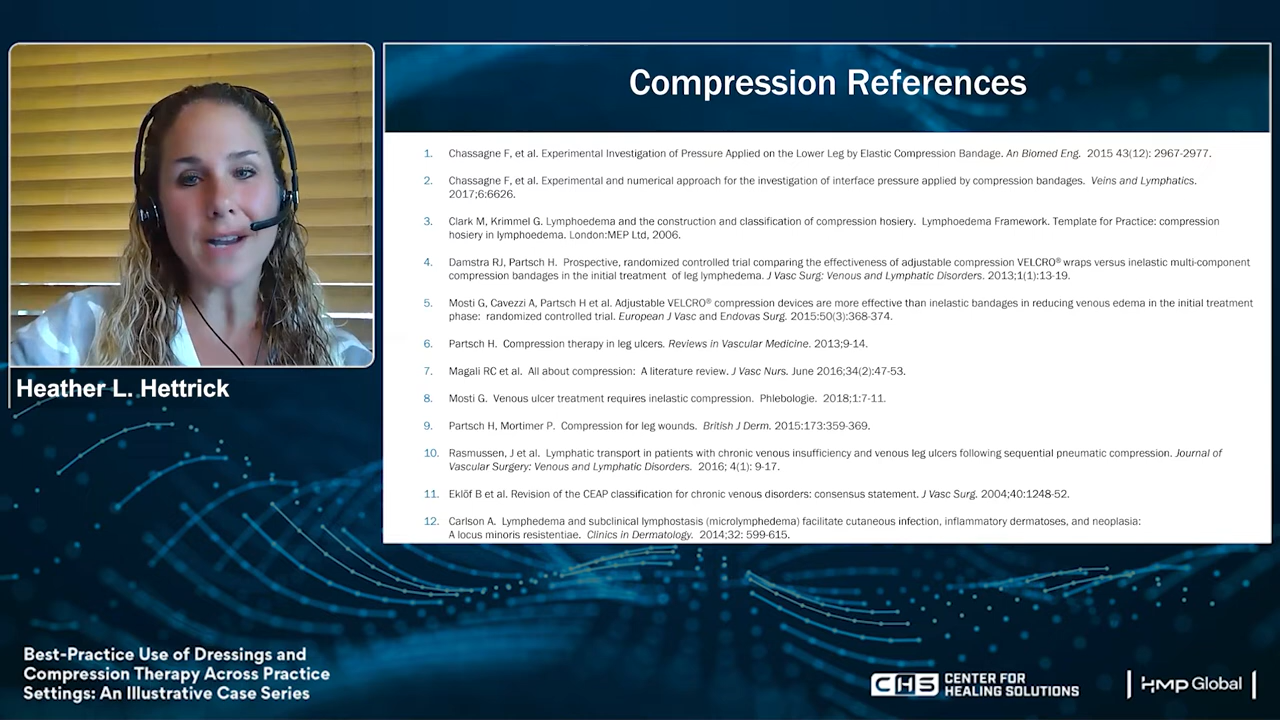 Compression References
1. Chassagne F, et al. Experimental Investigation of Pressure Applied on the Lower Leg by Elastic Compression Bandage. An Biomed Eng. 2015 43(12): 2967-2977.
2. Chassagne F, et al. Experimental and numerical approach for the investigation of interface pressure applied by compression bandages. Veins and Lymphatics.
2017;6:6626.
3. Clark M, Krimmel G. Lymphoedema and the construction and classification of compression hosiery. Lymphoedema Framework. Template for Practice: compression
hosiery in lymphoedema. London:MEP Ltd, 2006.
4. Damstra RJ, Partsch H. Prospective, randomized controlled trial comparing the effectiveness of adjustable compression VELCRO® wraps versus inelastic multi-component
compression bandages in the initial treatment of leg lymphedema. J Vasc Surg: Venous and Lymphatic Disorders. 2013;1(1):13-19.
5. Mosti G, Cavezzi A, Partsch H et al. Adjustable VELCRO® compression devices are more effective than inelastic bandages in reducing venous edema in the initial treatment
phase: randomized controlled trial. European J Vasc and Endovas Surg. 2015:50(3):368-374.
6. Partsch H. Compression therapy in leg ulcers. Reviews in Vascular Medicine. 2013;9-14.
7. Magali RC et al. All about compression: A literature review. J Vasc Nurs. June 2016;34(2):47-53.
8. Mosti G. Venous ulcer treatment requires inelastic compression. Phlebologie. 2018;1:7-11.
9. Partsch H, Mortimer P. Compression for leg wounds. British J Derm. 2015:173:359-369.
10. Rasmussen, J et al. Lymphatic transport in patients with chronic venous insufficiency and venous leg ulcers following sequential pneumatic compression. Journal of
Vascular Surgery: Venous and Lymphatic Disorders. 2016; 4(1): 9-17.
11. Eklöf B et al. Revision of the CEAP classification for chronic venous disorders: consensus statement. J Vasc Surg. 2004;40:1248-52.
12. Carlson A. Lymphedema and subclinical lymphostasis (microlymphedema) facilitate cutaneous infection, inflammatory dermatoses, and neoplasia:
A locus minoris resistentiae. Clinics in Dermatology. 2014;32: 599-615.
Heather L. Hettrick
Best-Practice Use of Dressings and
Compression Therapy Across Practice
Settings: An Illustrative Case Series
CHS CENTER FOR
HEALING SOLUTIONS
HMP Global